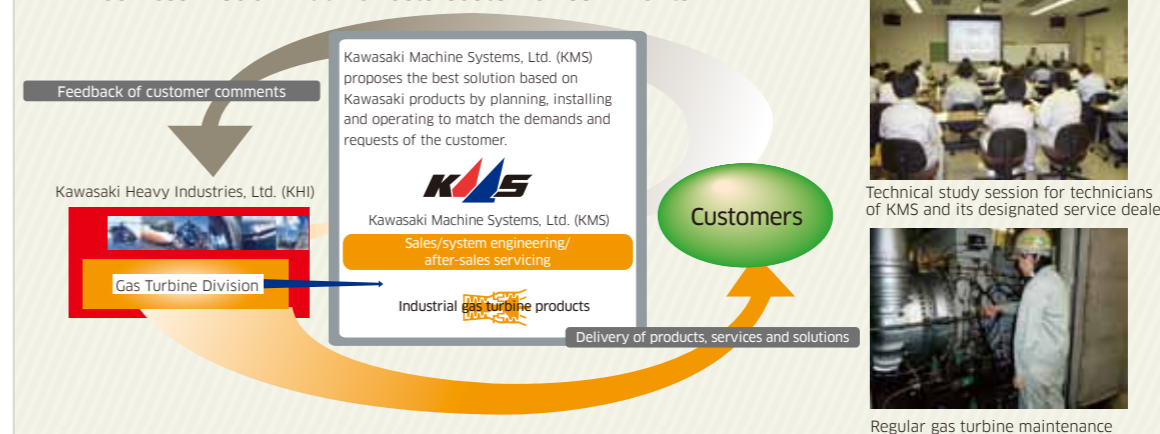 Kawasaki Machine Systems, Ltd. (KMS)
proposes the best solution based on
Kawasaki products by planning, installing
and operating to match the demands and
requests of the customer.
Feedback of customer comments
Kawasaki Heavy Industries, Ltd. (KHI)
Gas Turbine Division
KMS
Kawasaki Machine Systems, Ltd. (KMS)
Sales/system engineering/
after-sales servicing
Industrial gas turbine products
Customers
Delivery of products, services and solutions
Technical study session for technicians
of KMS and its designated service deale
Regular gas turbine maintenance